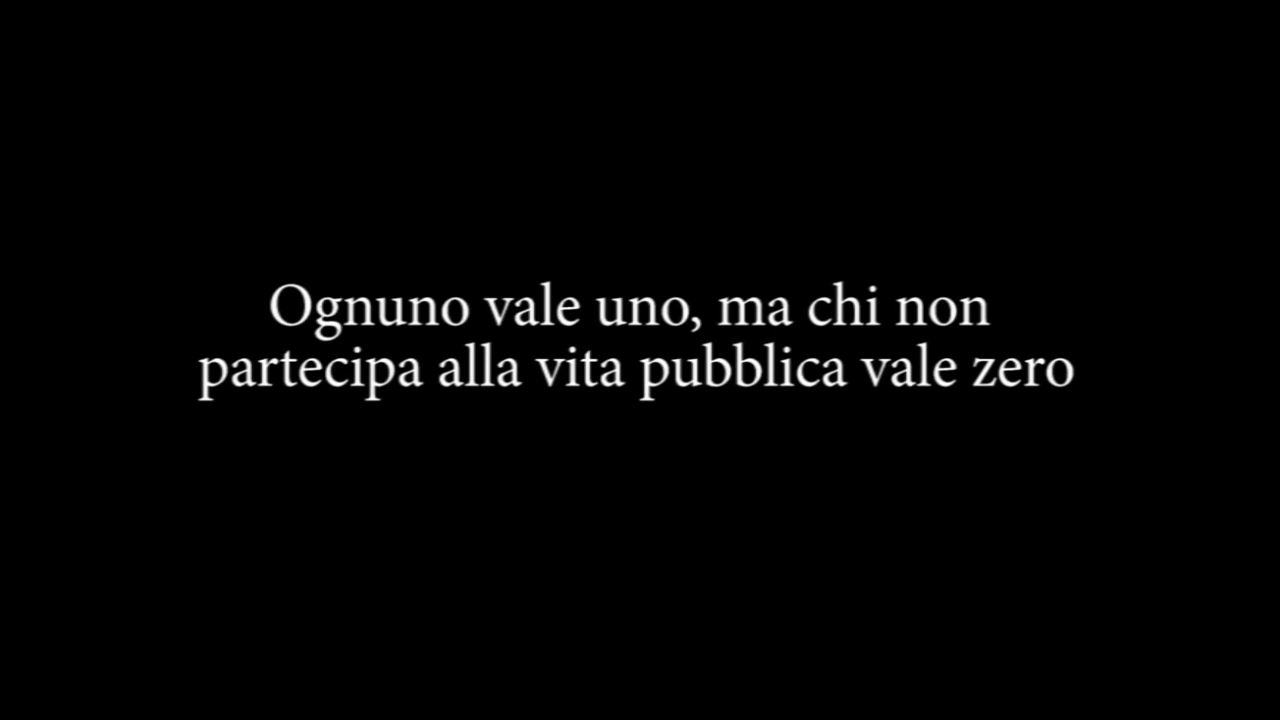 Ognuno vale uno, ma chi non
partecipa alla vita pubblica vale zero